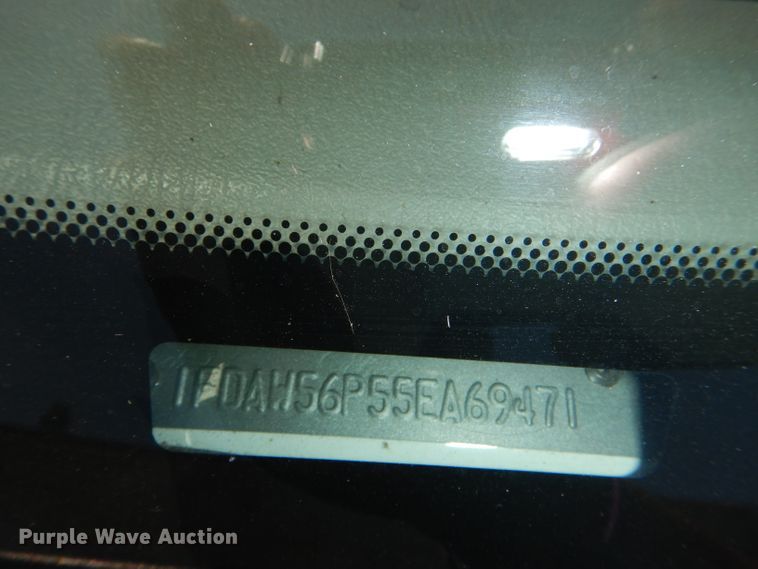 1FDAW56P55EA69471
Purple Wave Auction